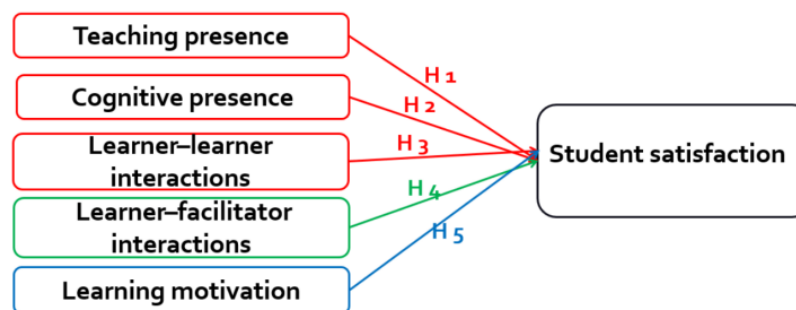 Teaching presence
H 1
Cognitive presence
H 2
Learner–learner
interactions
H 3
Student satisfaction
Learner–facilitator
interactions
H 4
H 5
Learning motivation